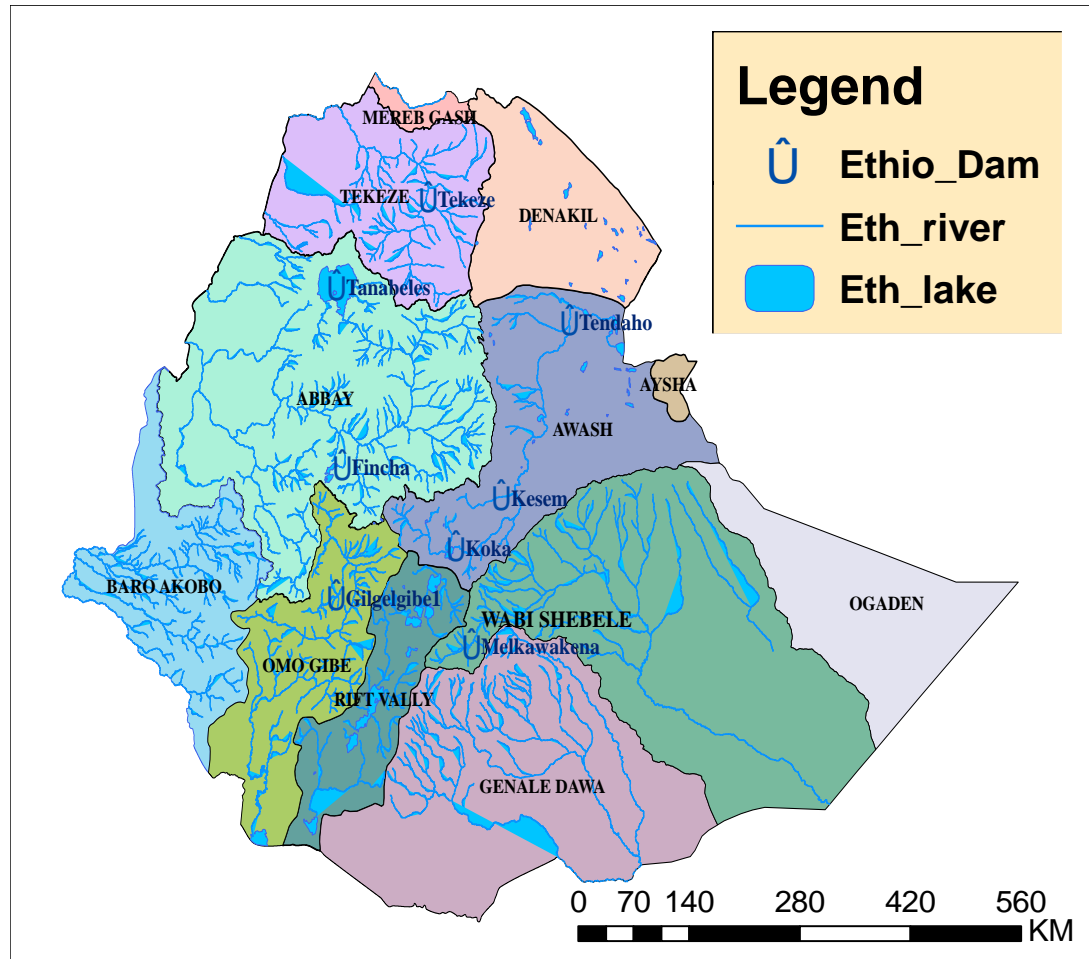 Legend
Û Ethio_Dam
Eth_river
Eth_lake
MEREB GASH
TEKEZE
Û Tekeze
DENAKIL
Û Tanabeles
Û Tendaho
AYSHA
ABBAY
AWASH
Û Fincha
Û Kesem
Û Koka
BARO AKOBO
Û Gilgelgibe1
OGADEN
WABI SHEBELE
Û Melkawakena
OMO GIBE
RIFT VALLY
GENALE DAWA
0 70 140 280 420 560
KM